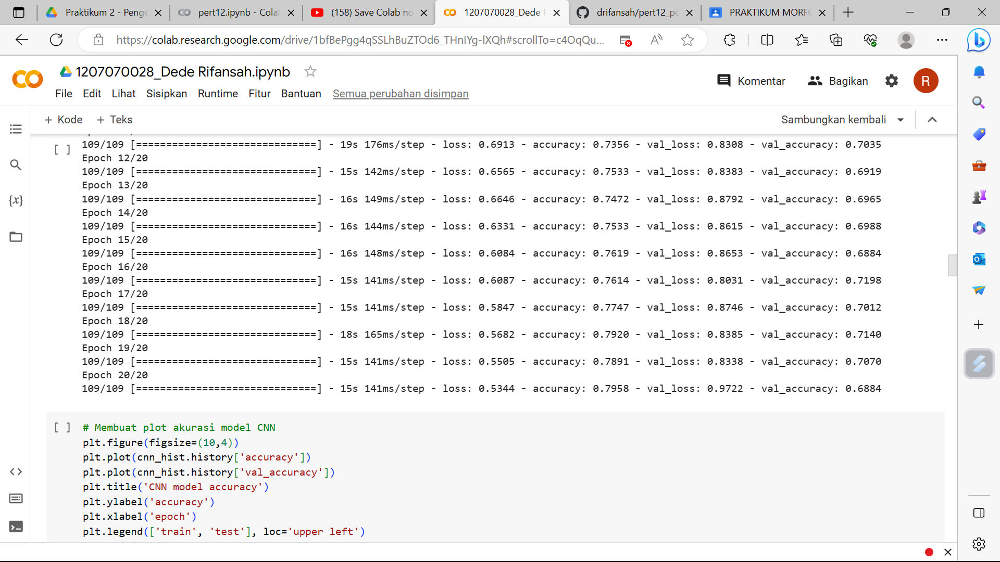 Praktikum 2 - Penge
pert12.ipynb - Cola
(158) Save Colab no
1207070028_Dede R
drifansah/pert12_pc
PRAKTIKUM MORFO
https://colab.research.google.com/drive/1bfBePgg4qSSLhBuZTOd6_THnIYg-lXQh#scrollTo=c4OqQu...
1207070028_Dede Rifansah.ipynb
Komentar
Bagikan
R
File Edit Lihat Sisipkan Runtime Fitur Bantuan Semua perubahan disimpan
+ Kode + Teks
Sambungkan kembali
[ ] 109/109 [==============================] - 19s 176ms/step - loss: 0.6913 - accuracy: 0.7356 - val_loss: 0.8308 - val_accuracy: 0.7035
Epoch 12/20
109/109 [==============================] - 15s 142ms/step - loss: 0.6565 - accuracy: 0.7533 - val_loss: 0.8383 - val_accuracy: 0.6919
Epoch 13/20
109/109 [==============================] - 16s 149ms/step - loss: 0.6646 - accuracy: 0.7472 - val_loss: 0.8792 - val_accuracy: 0.6965
Epoch 14/20
109/109 [==============================] - 16s 144ms/step - loss: 0.6331 - accuracy: 0.7533 - val_loss: 0.8615 - val_accuracy: 0.6988
Epoch 15/20
109/109 [==============================] - 16s 148ms/step - loss: 0.6084 - accuracy: 0.7619 - val_loss: 0.8653 - val_accuracy: 0.6884
Epoch 16/20
109/109 [==============================] - 15s 141ms/step - loss: 0.6087 - accuracy: 0.7614 - val_loss: 0.8031 - val_accuracy: 0.7198
Epoch 17/20
109/109 [==============================] - 15s 141ms/step - loss: 0.5847 - accuracy: 0.7747 - val_loss: 0.8746 - val_accuracy: 0.7012
Epoch 18/20
109/109 [==============================] - 18s 165ms/step - loss: 0.5682 - accuracy: 0.7920 - val_loss: 0.8385 - val_accuracy: 0.7140
Epoch 19/20
109/109 [==============================] - 15s 141ms/step - loss: 0.5505 - accuracy: 0.7891 - val_loss: 0.8338 - val_accuracy: 0.7070
Epoch 20/20
109/109 [==============================] - 15s 141ms/step - loss: 0.5344 - accuracy: 0.7958 - val_loss: 0.9722 - val_accuracy: 0.6884
[ ] # Membuat plot akurasi model CNN
plt.figure(figsize=(10,4))
plt.plot(cnn_hist.history['accuracy'])
plt.plot(cnn_hist.history['val_accuracy'])
plt.title('CNN model accuracy')
plt.ylabel('accuracy')
plt.xlabel('epoch')
plt.legend(['train', 'test'], loc='upper left')